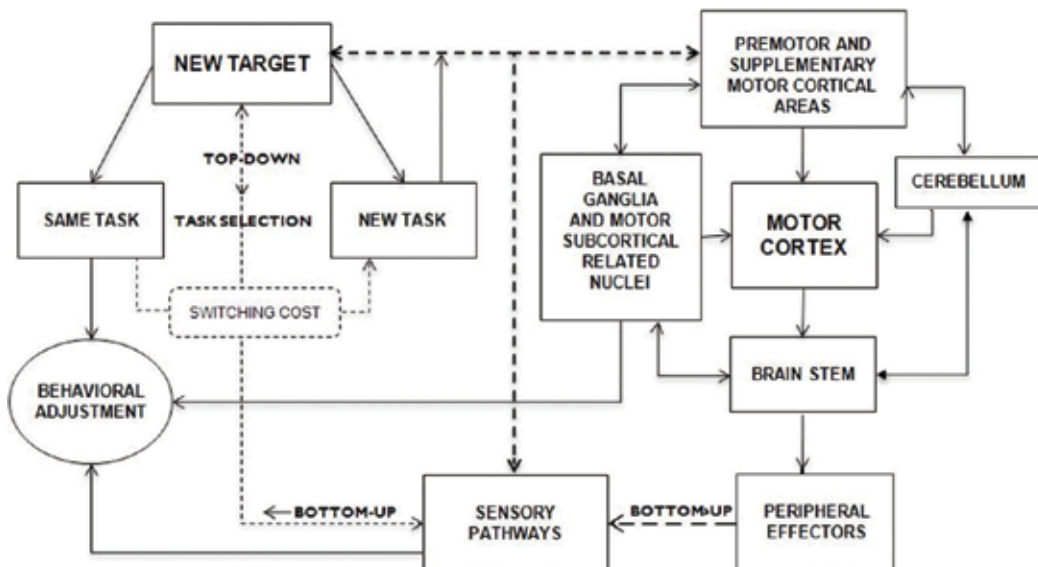 NEW TARGET
PREMOTOR AND
SUPPLEMENTARY
MOTOR CORTICAL
AREAS
TOP-DOWN
TASK SELECTION
SAME TASK
NEW TASK
BASAL
GANGLIA
AND MOTOR
SUBCORTICAL
RELATED
NUCLEI
MOTOR
CORTEX
CEREBELLUM
SWITCHING COST
BEHAVIORAL
ADJUSTMENT
BRAIN STEM
BOTTOM-UP
SENSORY
PATHWAYS
BOTTOM-UP
PERIPHERAL
EFFECTORS